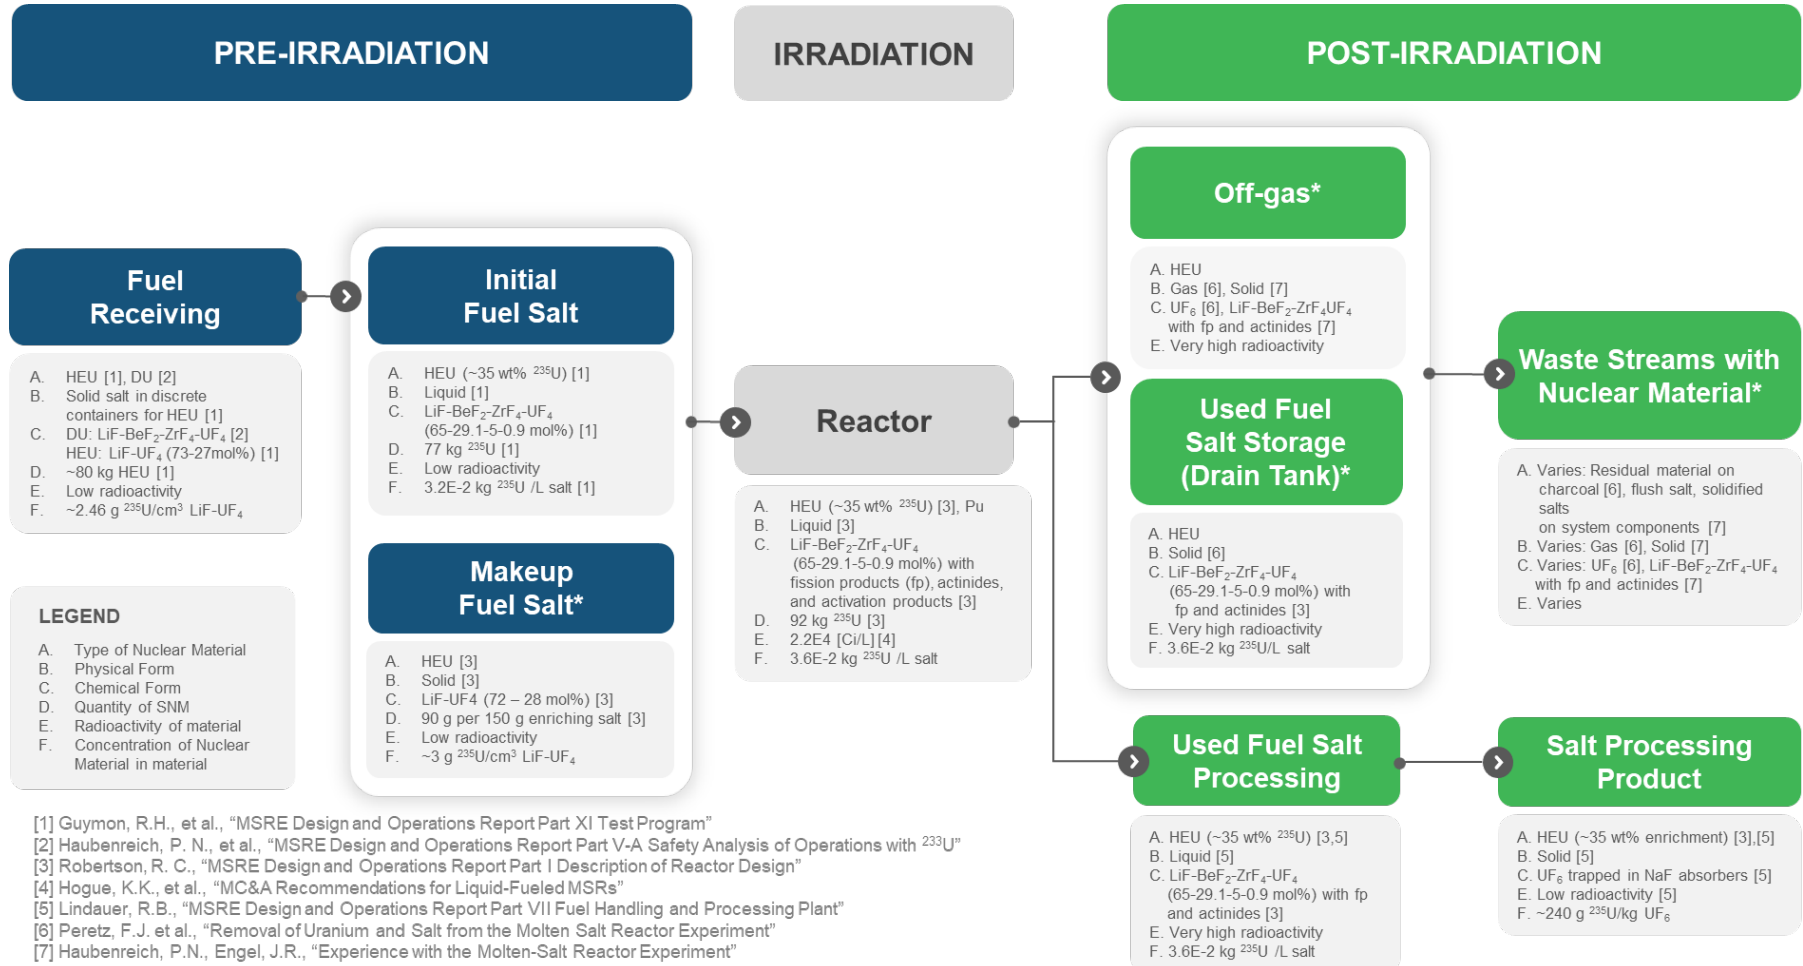 PRE-IRRADIATION
IRRADIATION
POST-IRRADIATION
Fuel
Receiving
A. HEU [1], DU [2]
B. Solid salt in discrete
containers for HEU [1]
C. DU: LiF-BeF₂-ZrF₄-UF₄ [2]
HEU: LiF-UF₄ (73-27mol%) [1]
D. ~80 kg HEU [1]
E. Low radioactivity
F. ~2.46 g ²³⁵U/cm³ LiF-UF₄
LEGEND
A. Type of Nuclear Material
B. Physical Form
C. Chemical Form
D. Quantity of SNM
E. Radioactivity of material
F. Concentration of Nuclear
Material in material
Initial
Fuel Salt
A. HEU (~35 wt% ²³⁵U) [1]
B. Liquid [1]
C. LiF-BeF₂-ZrF₄-UF₄
(65-29.1-5-0.9 mol%) [1]
D. 77 kg ²³⁵U [1]
E. Low radioactivity
F. 3.2E-2 kg ²³⁵U /L salt [1]
Makeup
Fuel Salt*
A. HEU [3]
B. Solid [3]
C. LiF-UF4 (72 – 28 mol%) [3]
D. 90 g per 150 g enriching salt [3]
E. Low radioactivity
F. ~3 g ²³⁵U/cm³ LiF-UF₄
Reactor
A. HEU (~35 wt% ²³⁵U) [3], Pu
B. Liquid [3]
C. LiF-BeF₂-ZrF₄-UF₄
(65-29.1-5-0.9 mol%) with
fission products (fp), actinides,
and activation products [3]
D. 92 kg ²³⁵U [3]
E. 2.2E4 [Ci/L] [4]
F. 3.6E-2 kg ²³⁵U /L salt
Off-gas*
A. HEU
B. Gas [6], Solid [7]
C. UF₆ [6], LiF-BeF₂-ZrF₄UF₄
with fp and actinides [7]
E. Very high radioactivity
Used Fuel
Salt Storage
(Drain Tank)*
A. HEU
B. Solid [6]
C. LiF-BeF₂-ZrF₄-UF₄
(65-29.1-5-0.9 mol%) with
fp and actinides [3]
E. Very high radioactivity
F. 3.6E-2 kg ²³⁵U/L salt
Waste Streams with
Nuclear Material*
A. Varies: Residual material on
charcoal [6], flush salt, solidified
salts
on system components [7]
B. Varies: Gas [6], Solid [7]
C. Varies: UF₆ [6], LiF-BeF₂-ZrF₄-UF₄
with fp and actinides [7]
E. Varies
Used Fuel Salt
Processing
A. HEU (~35 wt% ²³⁵U) [3,5]
B. Liquid [5]
C. LiF-BeF₂-ZrF₄-UF₄
(65-29.1-5-0.9 mol%) with fp
and actinides [3]
E. Very high radioactivity
F. 3.6E-2 kg ²³⁵U /L salt
Salt Processing
Product
A. HEU (~35 wt% enrichment) [3],[5]
B. Solid [5]
C. UF₆ trapped in NaF absorbers [5]
E. Low radioactivity [5]
F. ~240 g ²³⁵U/kg UF₆
[1] Guymon, R.H., et al., “MSRE Design and Operations Report Part XI Test Program”
[2] Haubenreich, P. N., et al., “MSRE Design and Operations Report Part V-A Safety Analysis of Operations with ²³³U”
[3] Robertson, R. C., “MSRE Design and Operations Report Part I Description of Reactor Design”
[4] Hogue, K.K., et al., “MC&A Recommendations for Liquid-Fueled MSRs”
[5] Lindauer, R.B., “MSRE Design and Operations Report Part VII Fuel Handling and Processing Plant”
[6] Peretz, F.J. et al., “Removal of Uranium and Salt from the Molten Salt Reactor Experiment”
[7] Haubenreich, P.N., Engel, J.R., “Experience with the Molten-Salt Reactor Experiment”